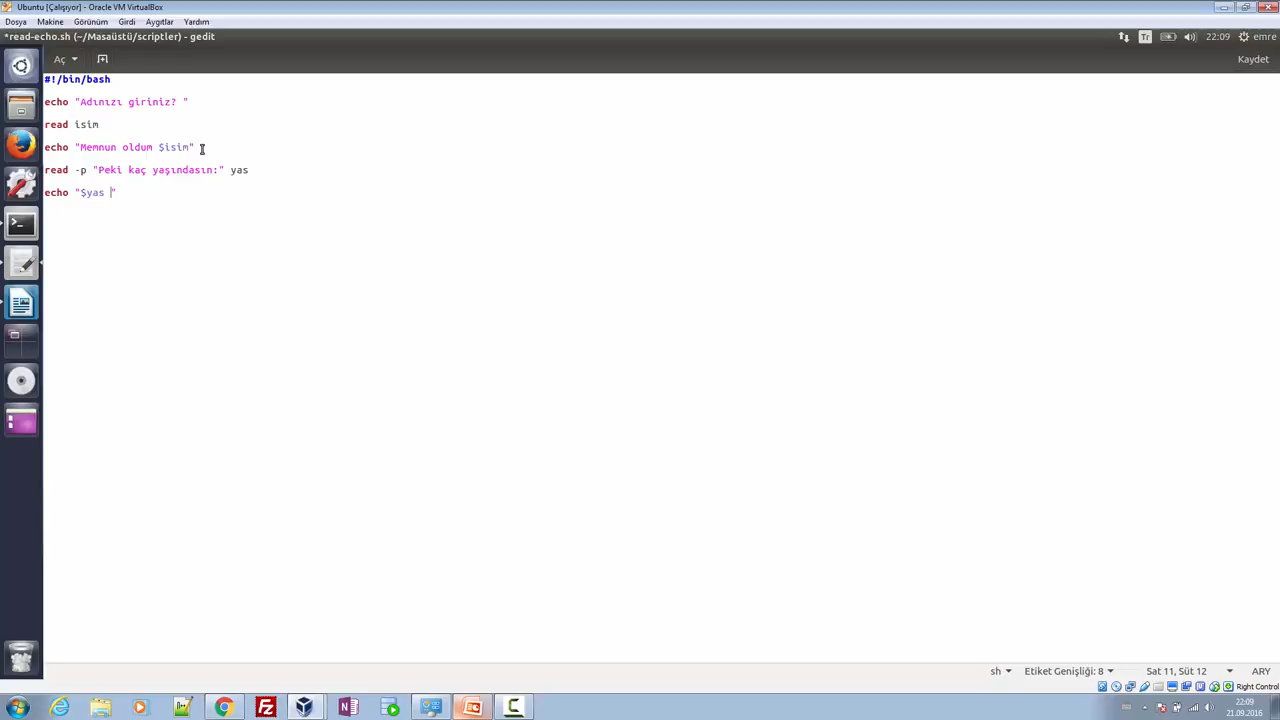 Ubuntu [Çalışıyor] - Oracle VM VirtualBox
Dosya Makine Görünüm Girdi Aygıtlar Yardım
*read-echo.sh (~/Masaüstü/scriptler) - gedit Tr 22:09 emre
Aç Kaydet
#!/bin/bash
echo "Adınızı giriniz? "
read isim
echo "Memnun oldum $isim"
read -p "Peki kaç yaşındasın:" yas
echo "$yas "
sh Etiket Genişliği: 8 Sat 11, Süt 12 ARY
Right Control
22:09
21.09.2016